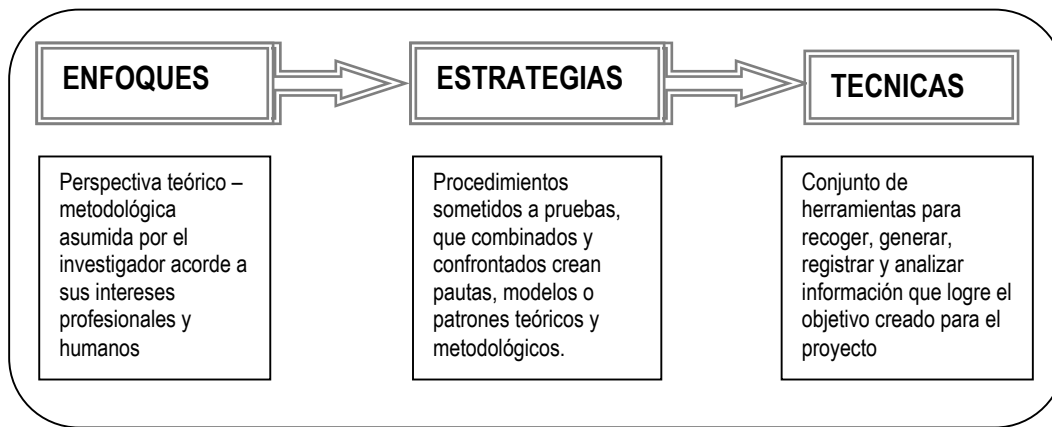 ENFOQUES
ESTRATEGIAS
TECNICAS
Perspectiva teórico –
metodológica
asumida por el
investigador acorde a
sus intereses
profesionales y
humanos
Procedimientos
sometidos a pruebas,
que combinados y
confrontados crean
pautas, modelos o
patrones teóricos y
metodológicos.
Conjunto de
herramientas para
recoger, generar,
registrar y analizar
información que logre el
objetivo creado para el
proyecto